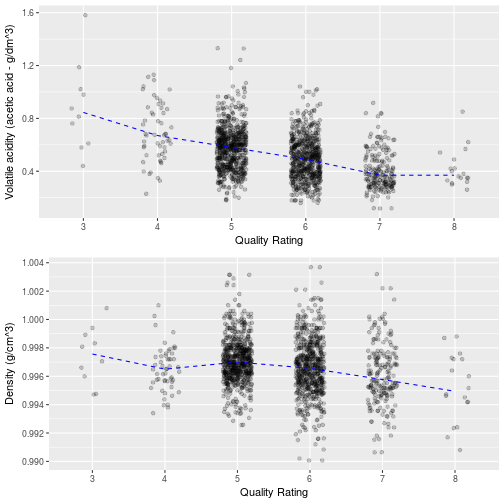 Volatile acidity (acetic acid - g/dm^3)
1.6
1.2
0.8
0.4
3 4 5 6 7 8
Quality Rating
Density (g/cm^3)
1.004
1.002
1.000
0.998
0.996
0.994
0.992
0.990
3 4 5 6 7 8
Quality Rating